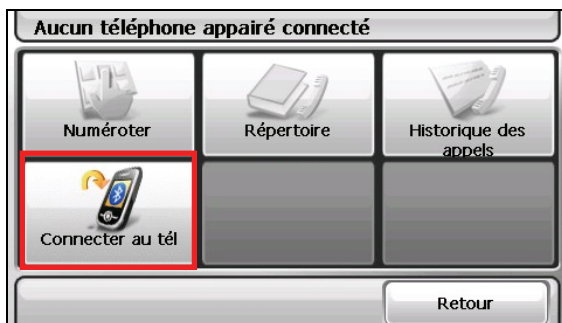 Aucun téléphone appairé connecté
Numéroter
Répertoire
Historique des
appels
Connecter au tél
Retour